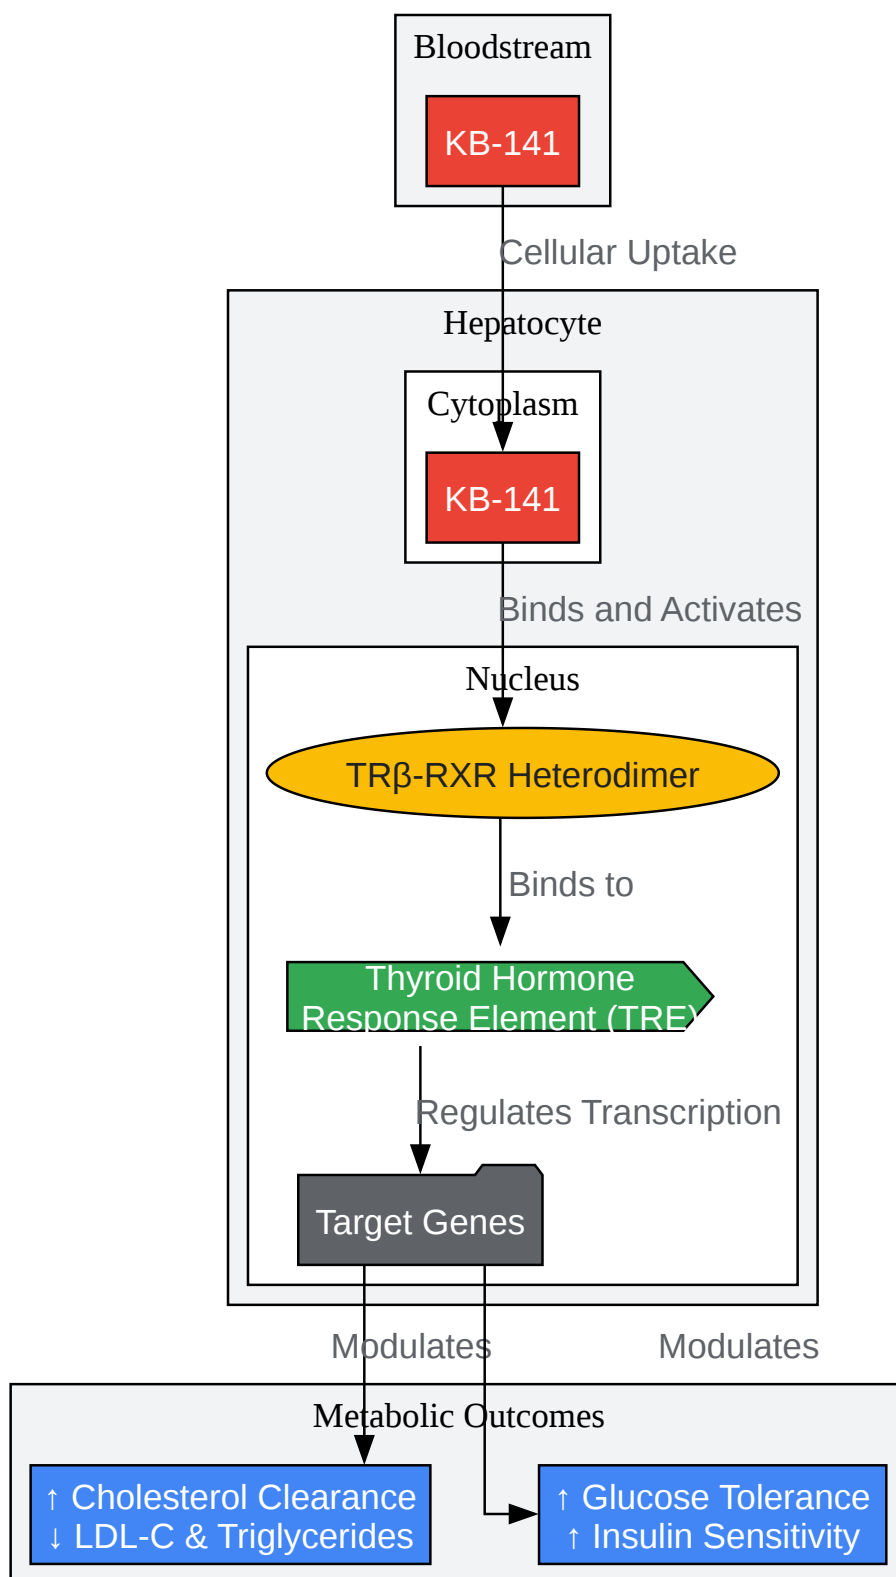 Bloodstream
KB-141
Cellular Uptake
Hepatocyte
Cytoplasm
KB-141
Binds and Activates
Nucleus
TRβ-RXR Heterodimer
Binds to
Thyroid Hormone
Response Element (TRE)
Regulates Transcription
Target Genes
Modulates
Modulates
Metabolic Outcomes
↑ Cholesterol Clearance
↓ LDL-C & Triglycerides
↑ Glucose Tolerance
↑ Insulin Sensitivity